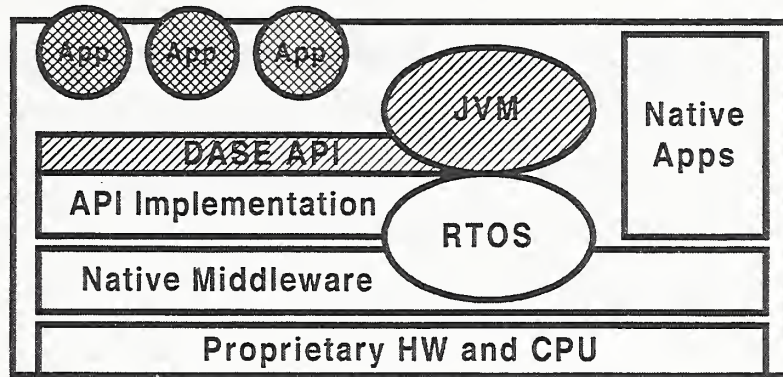 App App App
JVM
Native
Apps
DASE API
API Implementation
RTOS
Native Middleware
Proprietary HW and CPU